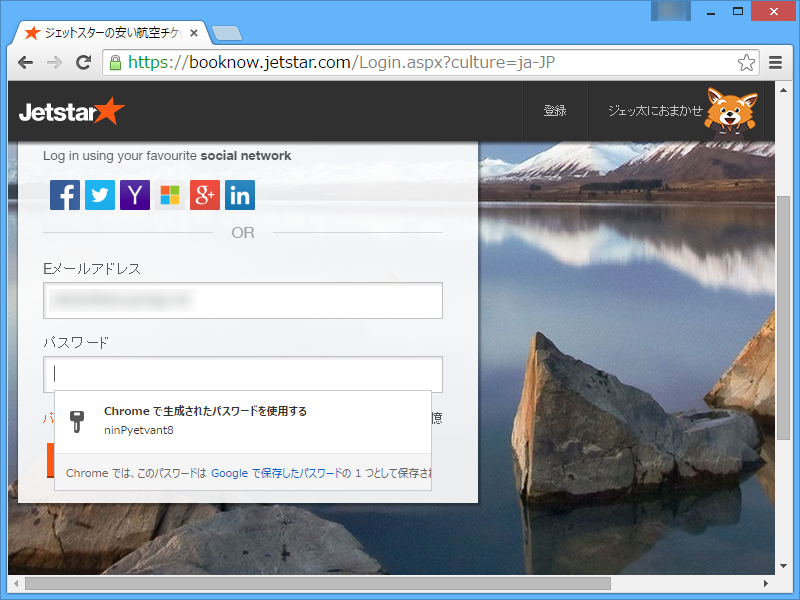 ジェットスターの安い航空チケ
https://booknow.jetstar.com/Login.aspx?culture=ja-JP
Jetstar
登録
ジェッ太におまかせ
Log in using your favourite social network
OR
Eメールアドレス
パスワード
Chrome で生成されたパスワードを使用する
ninPyetvant8
憶
Chrome では、このパスワードは Google で保存したパスワードの 1 つとして保存さ